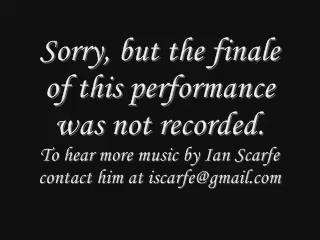 Sorry, but the finale
of this performance
was not recorded.
To hear more music by Ian Scarfe
contact him at iscarfe@gmail.com